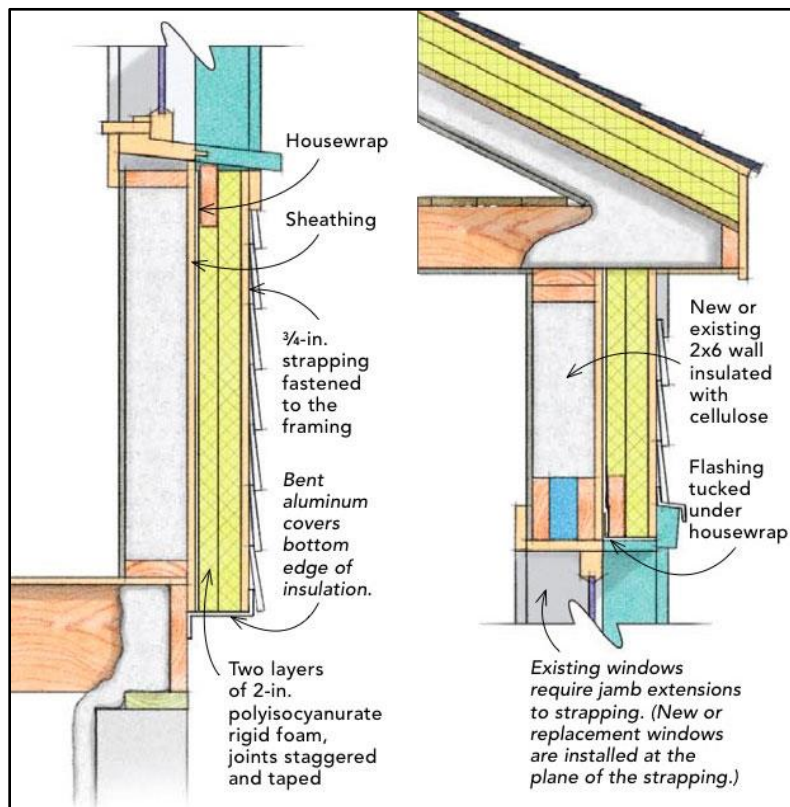 Housewrap
Sheathing
¾-in.
strapping
fastened
to the
framing
Bent
aluminum
covers
bottom
edge of
insulation.
Two layers
of 2-in.
polyisocyanurate
rigid foam,
joints staggered
and taped
New or
existing
2x6 wall
insulated
with
cellulose
Flashing
tucked
under
housewrap
Existing windows
require jamb extensions
to strapping. (New or
replacement windows
are installed at the
plane of the strapping.)